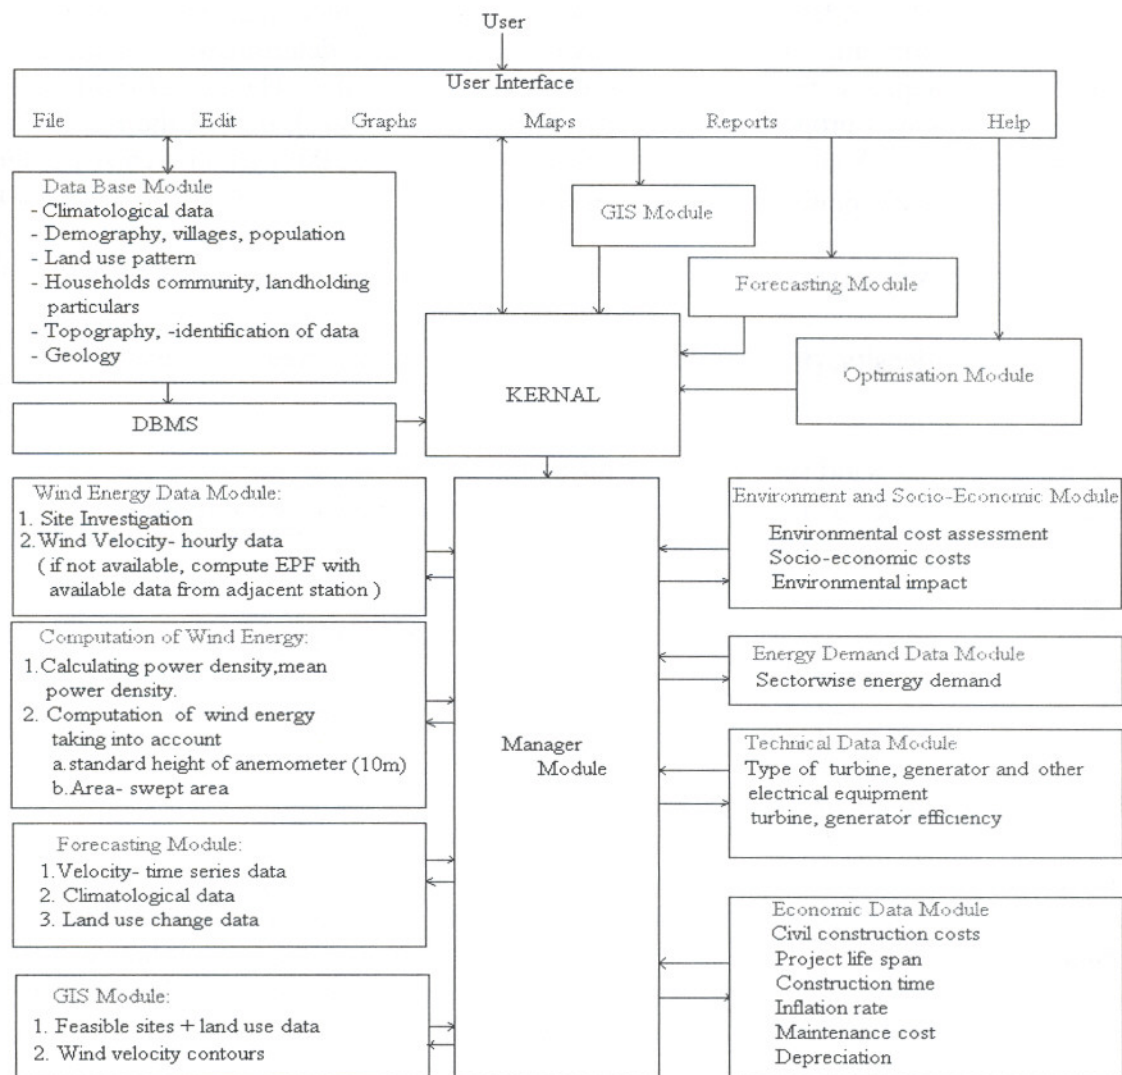 User
User Interface
File Edit Graphs Maps Reports Help
Data Base Module
- Climatological data
- Demography, villages, population
- Land use pattern
- Households community, landholding
particulars
- Topography, -identification of data
- Geology
DBMS
GIS Module
Forecasting Module
Optimisation Module
KERNAL
Wind Energy Data Module:
1. Site Investigation
2. Wind Velocity- hourly data
( if not available, compute EPF with
available data from adjacent station )
Computation of Wind Energy:
1.Calculating power density,mean
power density.
2. Computation of wind energy
taking into account
a.standard height of anemometer (10m)
b.Area- swept area
Forecasting Module:
1.Velocity- time series data
2. Climatological data
3. Land use change data
GIS Module:
1. Feasible sites + land use data
2. Wind velocity contours
Manager
Module
Environment and Socio-Economic Module
Environmental cost assessment
Socio-economic costs
Environmental impact
Energy Demand Data Module
Sectorwise energy demand
Technical Data Module
Type of turbine, generator and other
electrical equipment
turbine, generator efficiency
Economic Data Module
Civil construction costs
Project life span
Construction time
Inflation rate
Maintenance cost
Depreciation